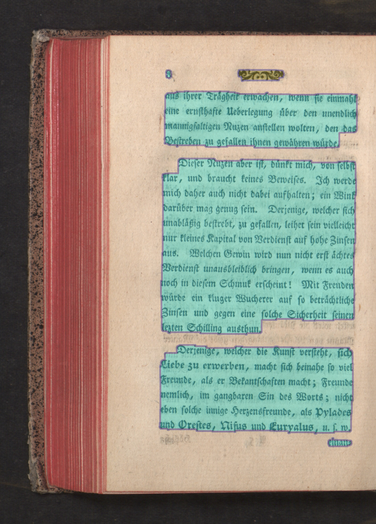 8
aus ihrer Trägheit erwachen, wenn sie einmahl
eine ernsthafte Ueberlegung über den unendlich
mannigfaltigen Nuzen anstellen wolten, den das
Bestreben zu gefallen ihnen gewähren würde.
Dieser Nuzen aber ist, dünkt mich, von selbst
klar, und braucht keines Beweises. Ich werde
mich daher auch nicht dabei aufhalten; ein Wink
darüber mag genug sein. Derjenige, welcher sich
unabläßig bestrebt, zu gefallen, leihet sein vielleicht
nur kleines Kapital von Verdienst auf hohe Zinsen
aus. Welchen Gewin wird nun nicht erst ächtes
Verdienst unausbleiblich bringen, wenn es auch
noch in diesem Schmuk erscheint! Mit Freuden
würde ein kluger Wucherer auf so beträchtliche
Zinsen und gegen eine solche Sicherheit seinen
lezten Schilling austhun.
Derjenige, welcher die Kunst versteht, sich
Liebe zu erwerben, macht sich beinahe so viel
Freunde, als er Bekantschaften macht; Freunde
nemlich, im gangbaren Sin des Worts; nicht
eben solche innige Herzensfreunde, als Pylades
und Orestes, Nisus und Euryalus, u. s. w.